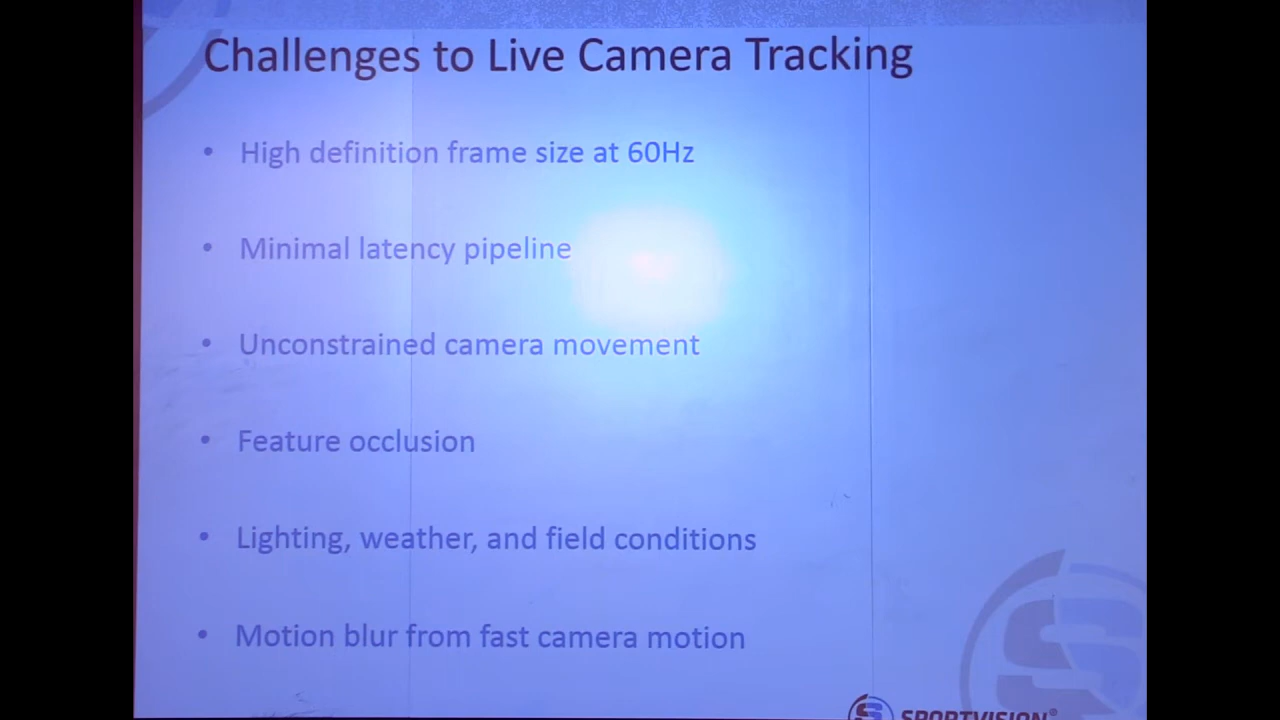 Challenges to Live Camera Tracking
• High definition frame size at 60Hz
• Minimal latency pipeline
• Unconstrained camera movement
• Feature occlusion
• Lighting, weather, and field conditions
• Motion blur from fast camera motion
SPORTVISION®